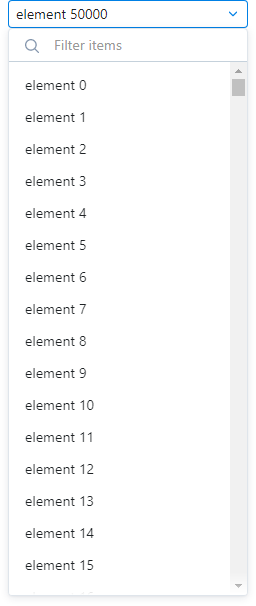 element 50000
Filter items
element 0
element 1
element 2
element 3
element 4
element 5
element 6
element 7
element 8
element 9
element 10
element 11
element 12
element 13
element 14
element 15